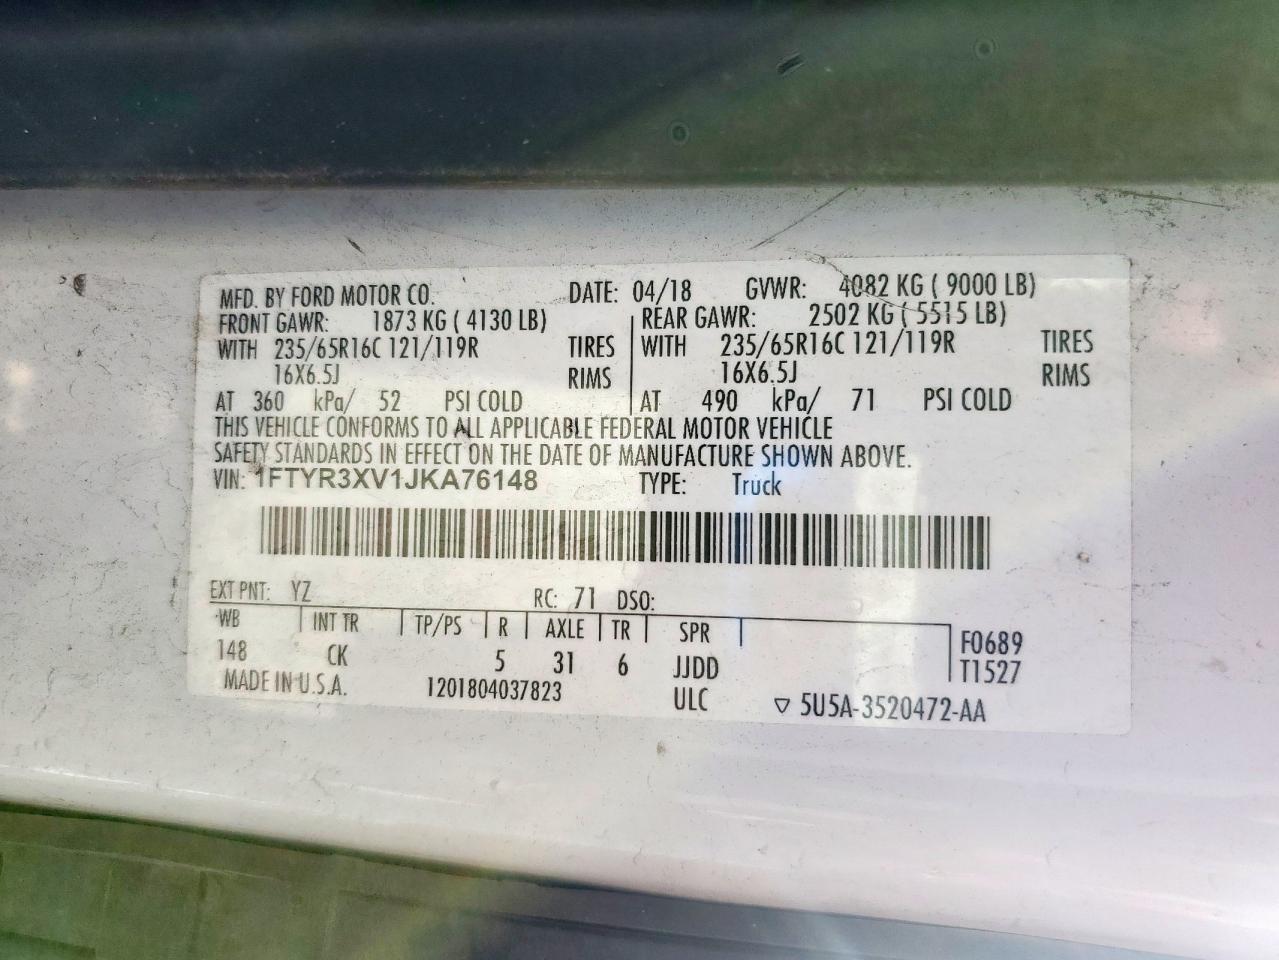 MFD. BY FORD MOTOR CO. DATE: 04/18 GVWR: 4082 KG ( 9000 LB)
FRONT GAWR: 1873 KG ( 4130 LB) REAR GAWR: 2502 KG ( 5515 LB)
WITH 235/65R16C 121/119R TIRES WITH 235/65R16C 121/119R TIRES
16X6.5J RIMS 16X6.5J RIMS
AT 360 kPa/ 52 PSI COLD AT 490 kPa/ 71 PSI COLD
THIS VEHICLE CONFORMS TO ALL APPLICABLE FEDERAL MOTOR VEHICLE
SAFETY STANDARDS IN EFFECT ON THE DATE OF MANUFACTURE SHOWN ABOVE.
VIN: 1FTYR3XV1JKA76148 TYPE: Truck
EXT PNT: YZ RC: 71 DSO:
WB INT TR TP/PS R AXLE TR SPR F0689
148 CK 5 31 6 JJDD T1527
MADE IN U.S.A. 1201804037823 ULC ▽ 5U5A-3520472-AA